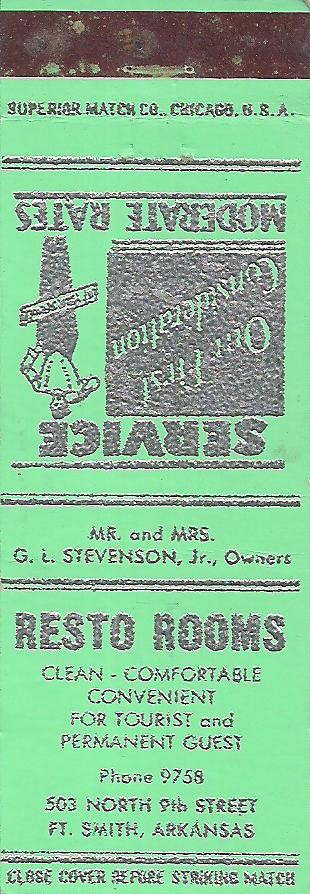 SUPERIOR MATCH CO., CHICAGO, U.S.A.
SERVICE
Our First
Consideration
MODERATE RATES
MR. and MRS.
G. L. STEVENSON, Jr., Owners
RESTO ROOMS
CLEAN - COMFORTABLE
CONVENIENT
FOR TOURIST and
PERMANENT GUEST
Phone 9758
503 NORTH 9th STREET
FT. SMITH, ARKANSAS
CLOSE COVER BEFORE STRIKING MATCH